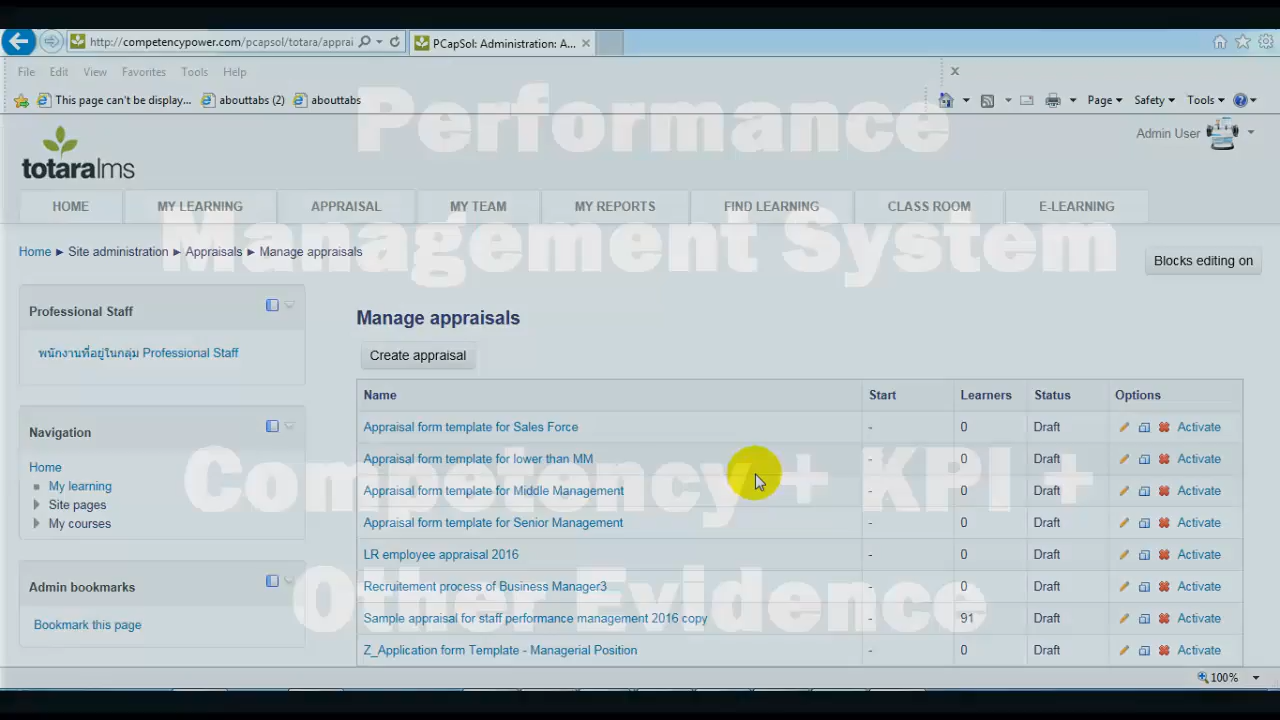 http://competencypower.com/pcapsol/totara/apprai
PCapSol: Administration: A...
File Edit View Favorites Tools Help
x
This page can't be display... abouttabs (2) abouttabs
Page Safety Tools
Performance
totaralms
Admin User
HOME MY LEARNING APPRAISAL MY TEAM MY REPORTS FIND LEARNING CLASS ROOM E-LEARNING
Management System
Home ► Site administration ► Appraisals ► Manage appraisals
Blocks editing on
Professional Staff
พนักงานที่อยู่ในกลุ่ม Professional Staff
Navigation
Home
My learning
Site pages
My courses
Admin bookmarks
Bookmark this page
Manage appraisals
Create appraisal
Name Start Learners Status Options
Appraisal form template for Sales Force - 0 Draft Activate
Appraisal form template for lower than MM - 0 Draft Activate
Competency + KPI +
Appraisal form template for Middle Management - 0 Draft Activate
Appraisal form template for Senior Management - 0 Draft Activate
LR employee appraisal 2016 - 0 Draft Activate
Recruitement process of Business Manager3 - 0 Draft Activate
Other Evidence
Sample appraisal for staff performance management 2016 copy - 91 Draft Activate
Z_Application form Template - Managerial Position - 0 Draft Activate
100%